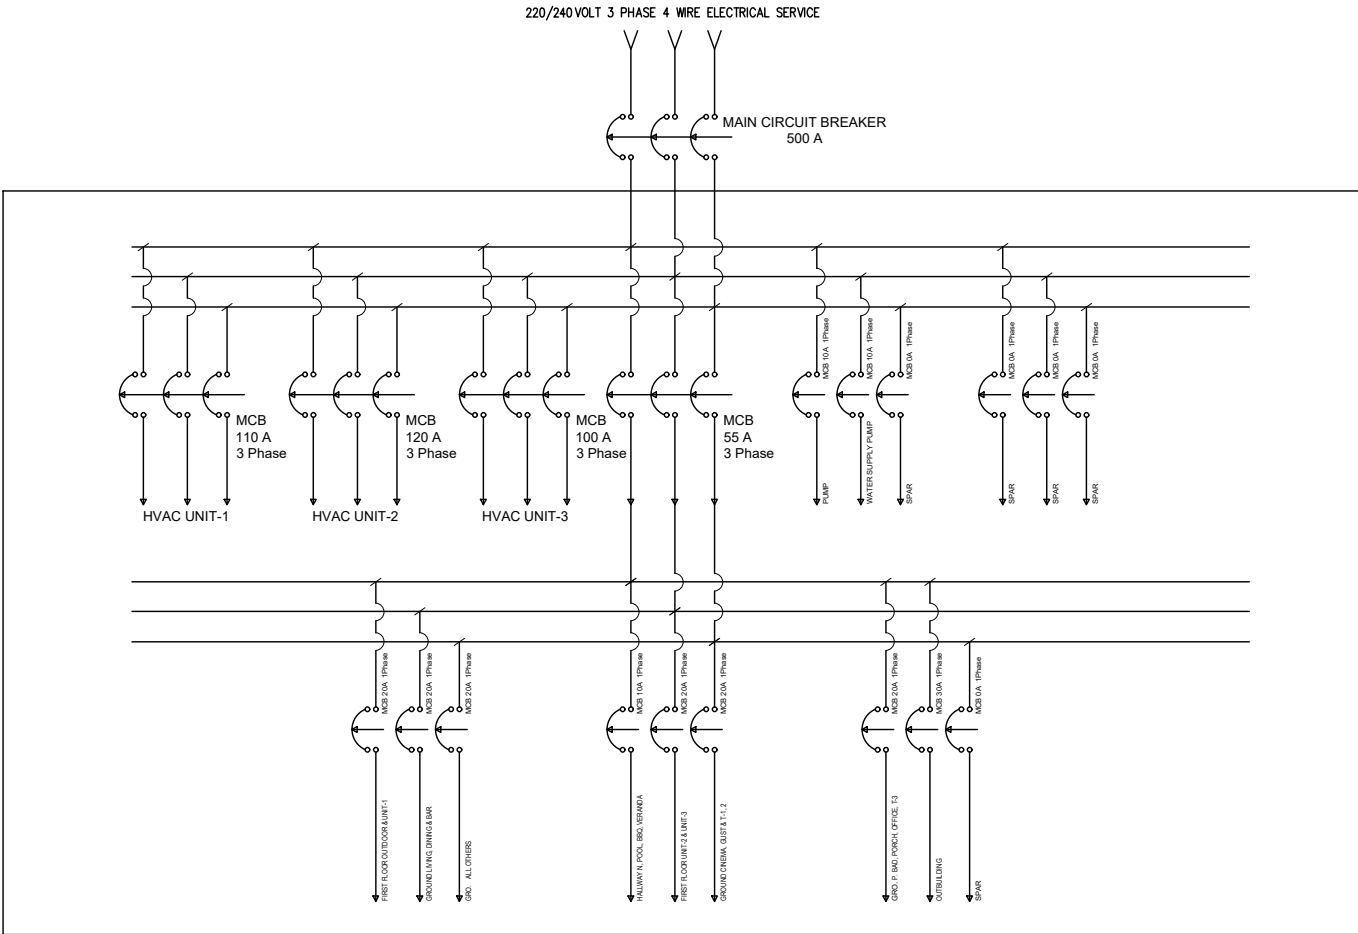 220/240 VOLT 3 PHASE 4 WIRE ELECTRICAL SERVICE
MAIN CIRCUIT BREAKER
500 A
MCB 10A 1Phase
MCB 10A 1Phase
MCB 0A 1Phase
MCB 0A 1Phase
MCB 0A 1Phase
MCB 0A 1Phase
MCB
110 A
3 Phase
MCB
120 A
3 Phase
MCB
100 A
3 Phase
MCB
55 A
3 Phase
HVAC UNIT-1
HVAC UNIT-2
HVAC UNIT-3
PUMP
WATER SUPPLY PUMP
SPAR
SPAR
SPAR
SPAR
MCB 20A 1Phase
MCB 20A 1Phase
MCB 20A 1Phase
MCB 10A 1Phase
MCB 20A 1Phase
MCB 20A 1Phase
MCB 20A 1Phase
MCB 30A 1Phase
MCB 0A 1Phase
FIRST FLOOR OUTDOOR & UNIT-1
GROUND LIVING, DINING & BAR
GRO. ALL OTHERS
HALLWAY N, POOL, BBQ, VERANDA
FIRST FLOOR UNIT-2 & UNIT-3
GROUND CINEMA, GUST & T-1, 2
GRO. P. BAD, PORCH, OFFICE, T-3
OUTBUILDING
SPAR